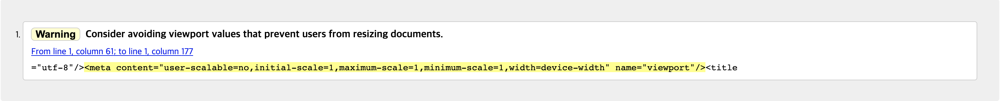 1. Warning Consider avoiding viewport values that prevent users from resizing documents.
From line 1, column 61; to line 1, column 177
="utf-8"/><meta content="user-scalable=no,initial-scale=1,maximum-scale=1,minimum-scale=1,width=device-width" name="viewport"/><title